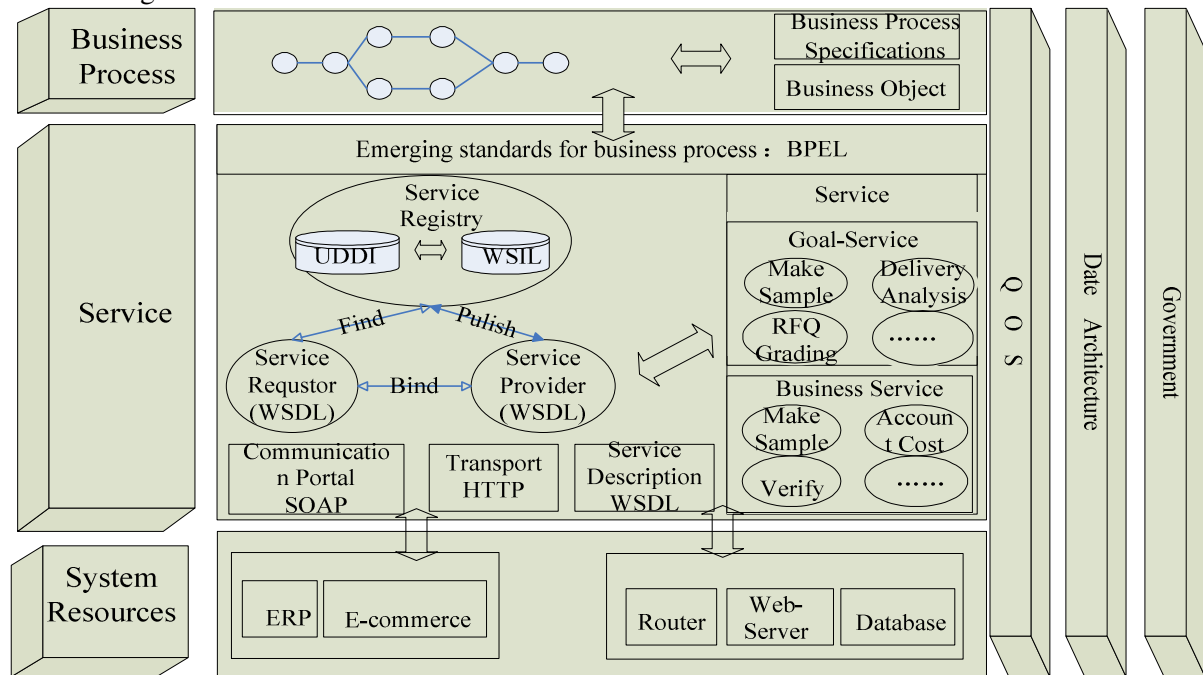 Business
Process
Business Process
Specifications
Business Object
Emerging standards for business process： BPEL
Service
Service
Registry
UDDI
WSIL
Find
Pulish
Service
Requstor
(WSDL)
Bind
Service
Provider
(WSDL)
Communicatio
n Portal
SOAP
Transport
HTTP
Service
Description
WSDL
Service
Goal-Service
Make
Sample
Delivery
Analysis
RFQ
Grading
……
Business Service
Make
Sample
Accoun
t Cost
Verify
……
System
Resources
ERP
E-commerce
Router
Web-
Server
Database
Q O S
Date Architecture
Government